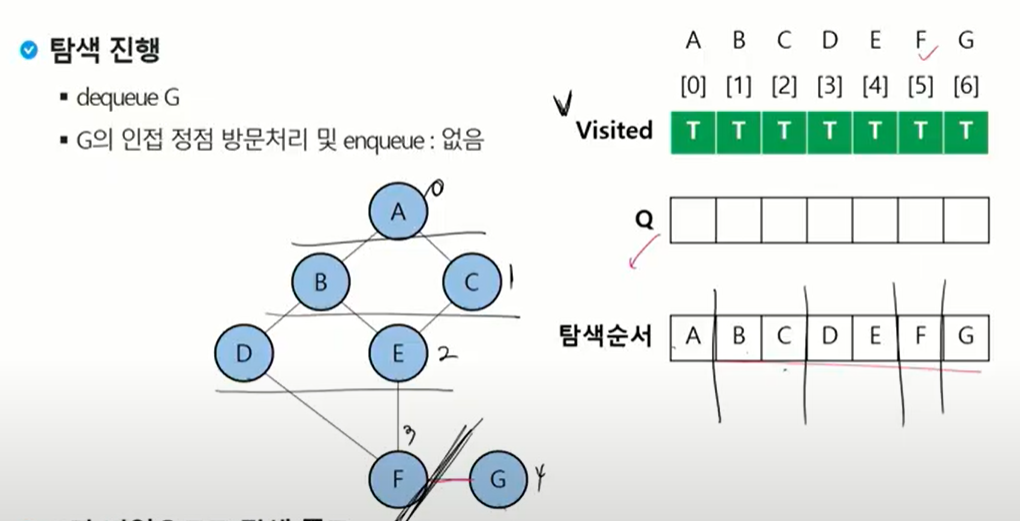 탐색 진행
dequeue G
G의 인접 정점 방문처리 및 enqueue : 없음
A B C D E F G
[0] [1] [2] [3] [4] [5] [6]
Visited T T T T T T T
Q
탐색순서 A B C D E F G
A 0
B C 1
D E 2
3
F G 4